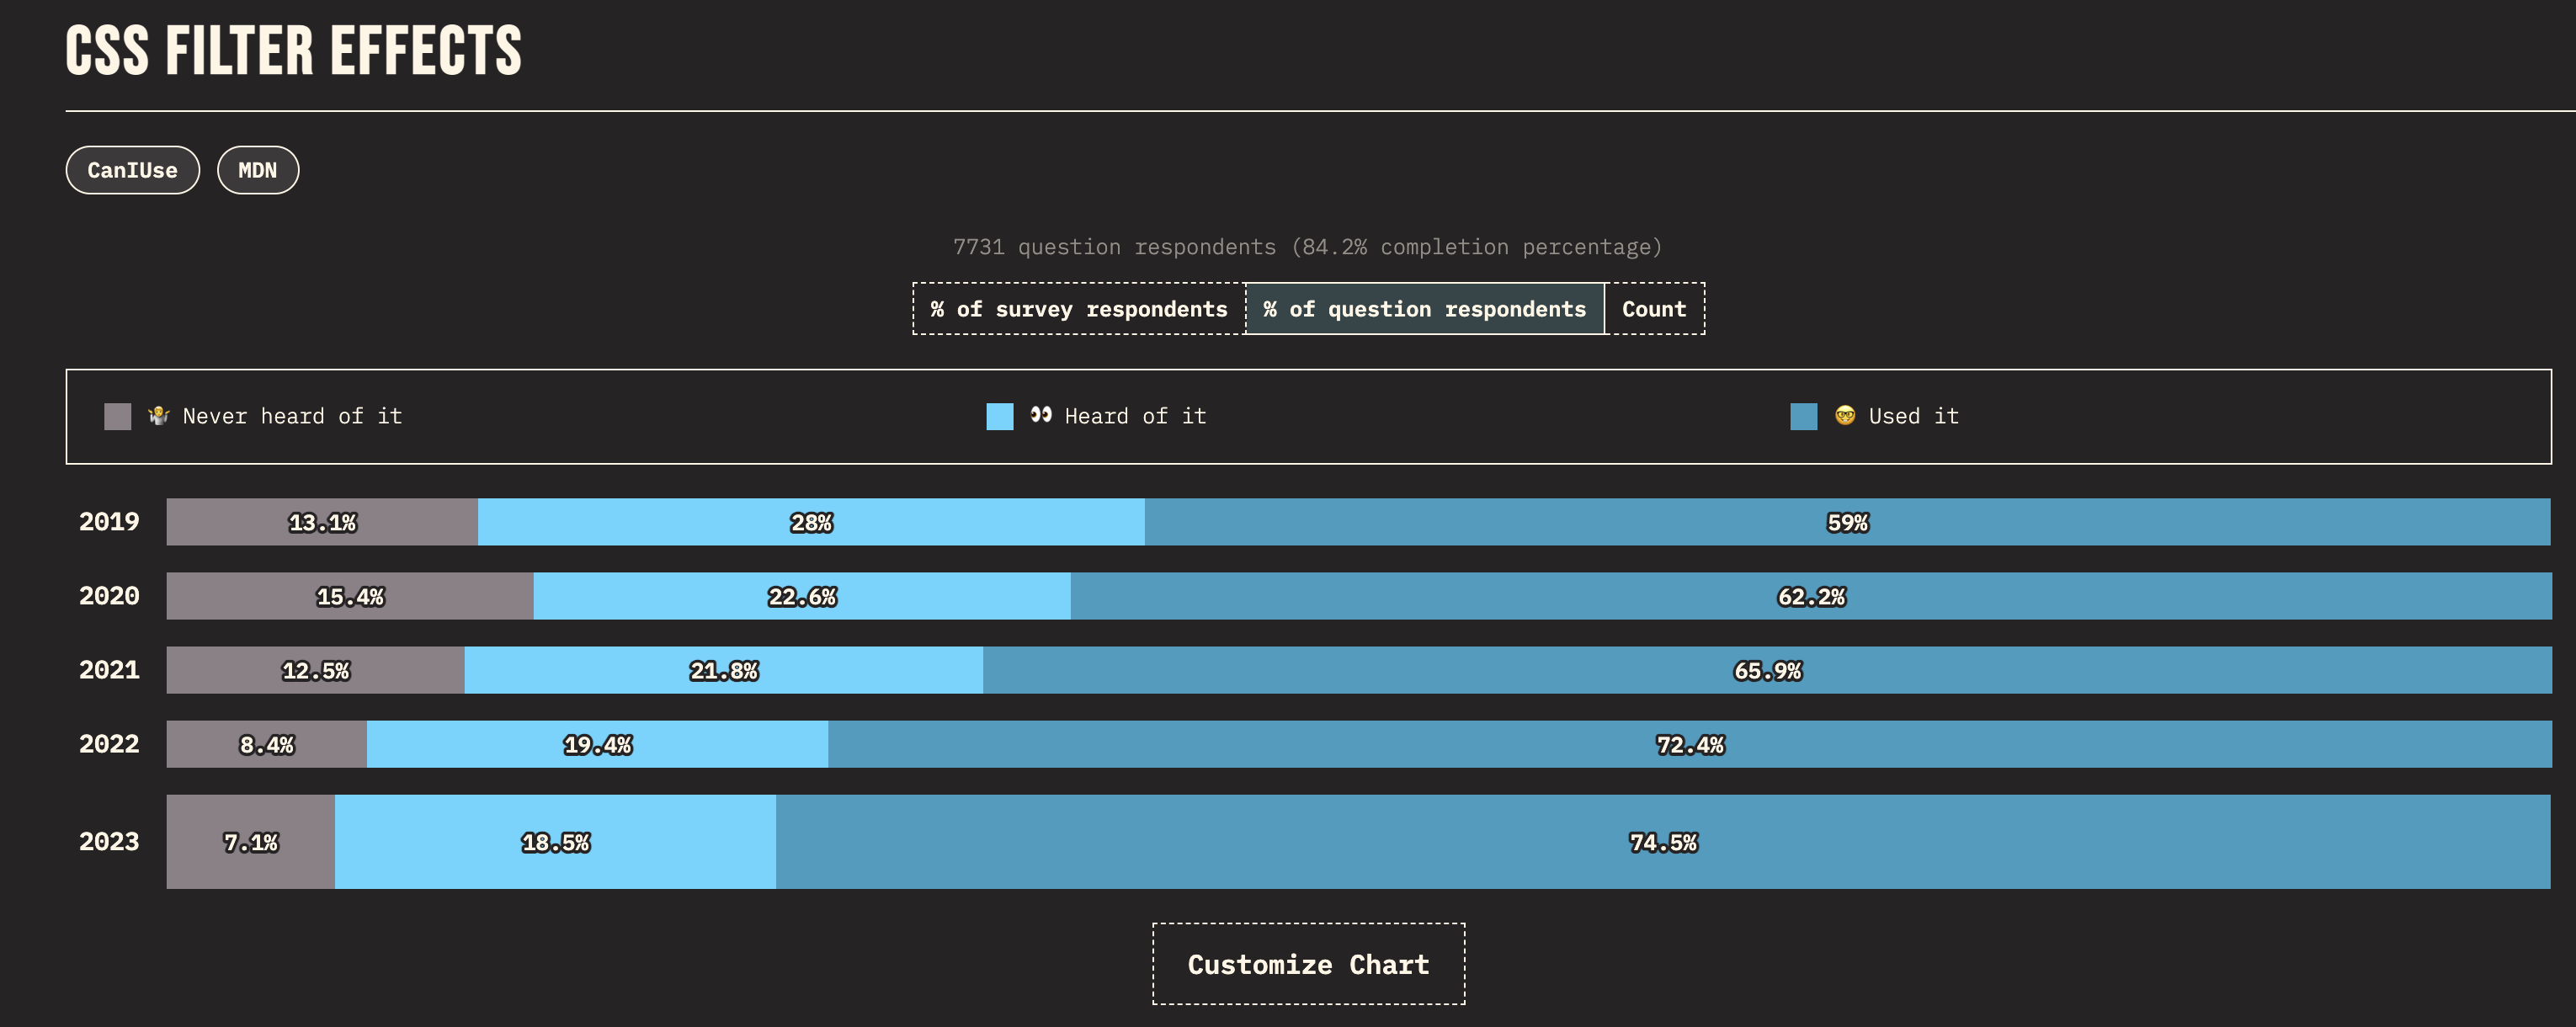 CSS FILTER EFFECTS
CanIUse MDN
7731 question respondents (84.2% completion percentage)
% of survey respondents % of question respondents Count
Never heard of it Heard of it Used it
2019 13.1% 28% 59%
2020 15.4% 22.6% 62.2%
2021 12.5% 21.8% 65.9%
2022 8.4% 19.4% 72.4%
2023 7.1% 18.5% 74.5%
Customize Chart